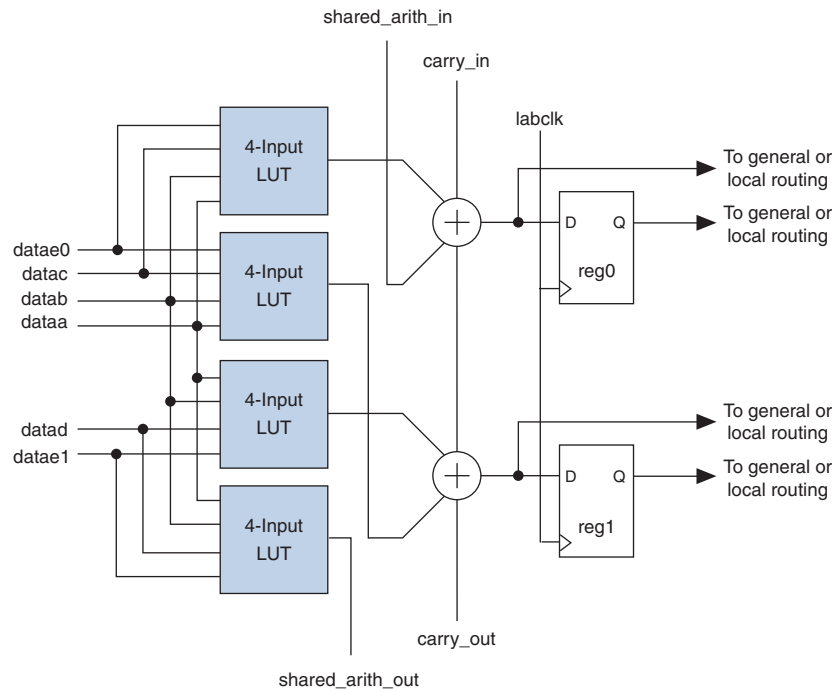 shared_arith_in
carry_in
labclk
4-Input
LUT
To general or
local routing
D Q
To general or
local routing
reg0
datae0
datac
datab
dataa
4-Input
LUT
4-Input
LUT
To general or
local routing
datad
datae1
D Q
To general or
local routing
reg1
4-Input
LUT
carry_out
shared_arith_out